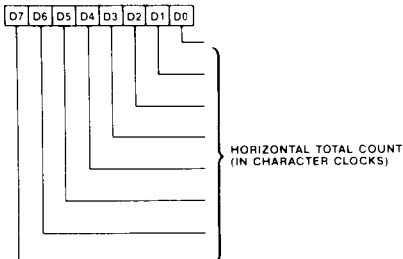 D7 D6 D5 D4 D3 D2 D1 D0
HORIZONTAL TOTAL COUNT
(IN CHARACTER CLOCKS)